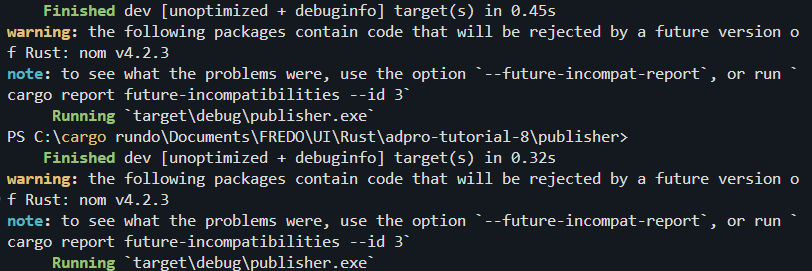 Finished dev [unoptimized + debuginfo] target(s) in 0.45s
warning: the following packages contain code that will be rejected by a future version o
f Rust: nom v4.2.3
note: to see what the problems were, use the option `--future-incompat-report`, or run `
cargo report future-incompatibilities --id 3`
Running `target\debug\publisher.exe`
PS C:\cargo rundo\Documents\FREDO\UI\Rust\adpro-tutorial-8\publisher>
Finished dev [unoptimized + debuginfo] target(s) in 0.32s
warning: the following packages contain code that will be rejected by a future version o
f Rust: nom v4.2.3
note: to see what the problems were, use the option `--future-incompat-report`, or run `
cargo report future-incompatibilities --id 3`
Running `target\debug\publisher.exe`